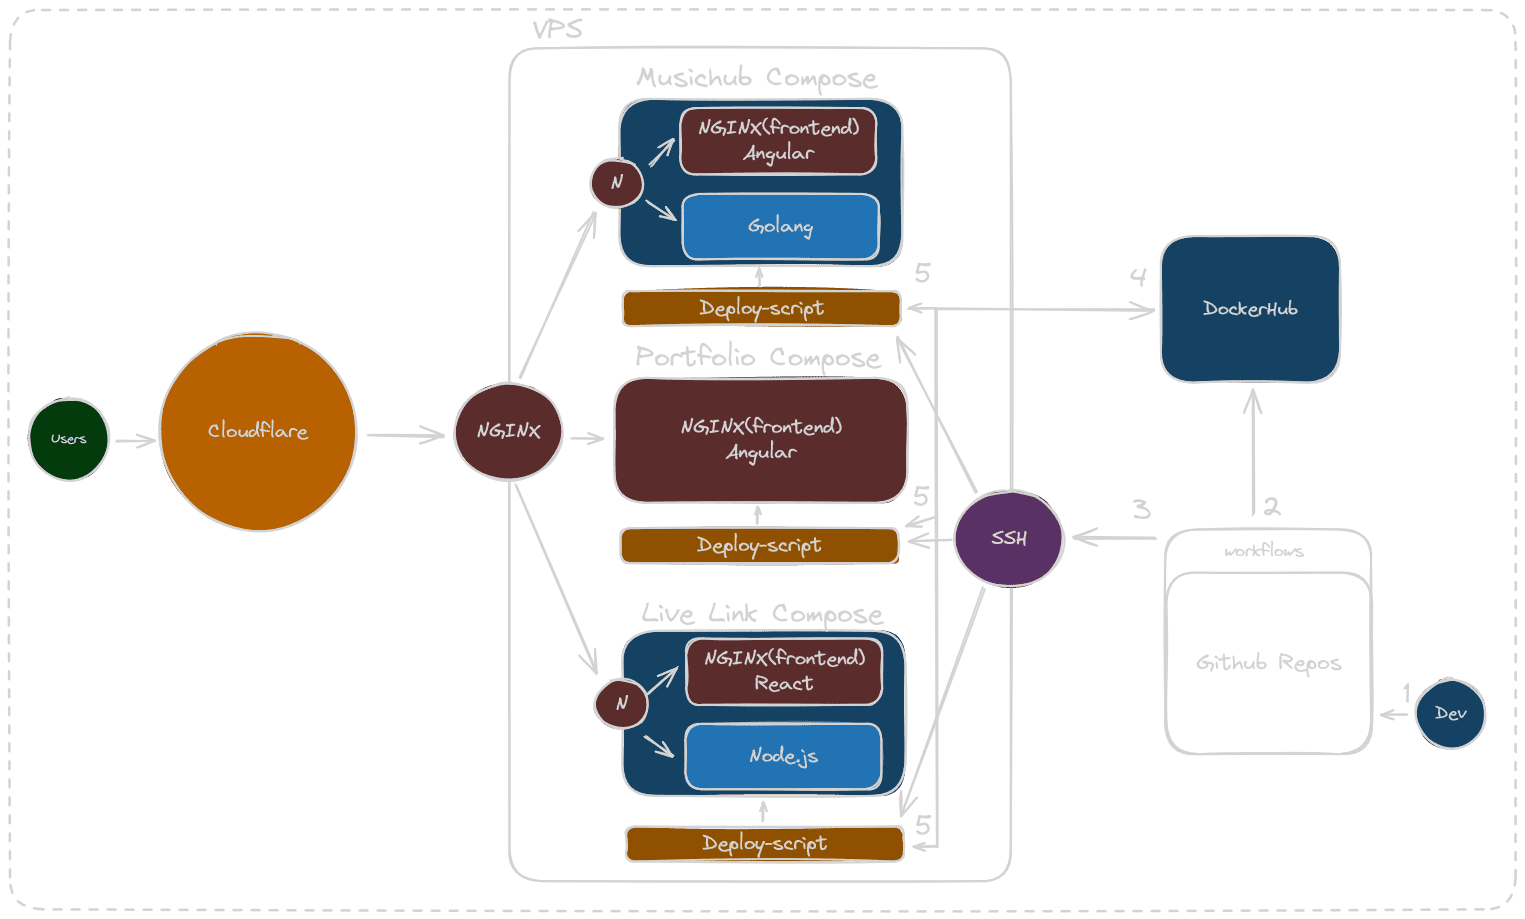 VPS
Musichub Compose
NGINX(frontend)
Angular
N
Golang
5
4
Deploy-script
DockerHub
Portfolio Compose
Users
Cloudflare
NGINX
NGINX(frontend)
Angular
5
3
2
Deploy-script
SSH
workflows
Live Link Compose
NGINX(frontend)
React
Github Repos
N
1
Dev
Node.js
5
Deploy-script